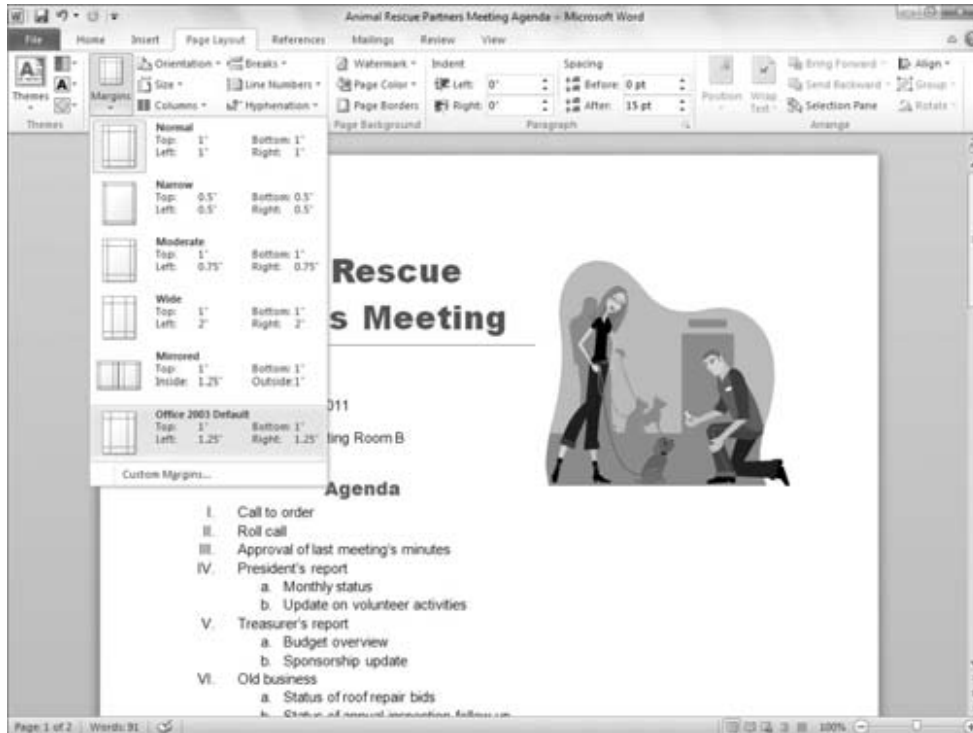 Animal Rescue Partners Meeting Agenda - Microsoft Word
File Home Insert Page Layout References Mailings Review View
Themes
Margins
Orientation
Size
Columns
Breaks
Line Numbers
Hyphenation
Watermark
Page Color
Page Borders
Indent
Left: 0"
Right: 0"
Spacing
Before: 0 pt
After: 15 pt
Position
Wrap Text
Bring Forward
Send Backward
Selection Pane
Align
Group
Rotate
Themes
Page Background
Paragraph
Arrange
Normal
Top: 1" Bottom: 1"
Left: 1" Right: 1"
Narrow
Top: 0.5" Bottom: 0.5"
Left: 0.5" Right: 0.5"
Moderate
Top: 1" Bottom: 1"
Left: 0.75" Right: 0.75"
Wide
Top: 1" Bottom: 1"
Left: 2" Right: 2"
Mirrored
Top: 1" Bottom: 1"
Inside: 1.25" Outside: 1"
Office 2003 Default
Top: 1" Bottom: 1"
Left: 1.25" Right: 1.25"
Custom Margins...
Rescue
s Meeting
011
ing Room B
Agenda
I. Call to order
II. Roll call
III. Approval of last meeting's minutes
IV. President's report
a. Monthly status
b. Update on volunteer activities
V. Treasurer's report
a. Budget overview
b. Sponsorship update
VI. Old business
a. Status of roof repair bids
b. Status of annual inspection follow-up
Page: 1 of 2 Words: 91 100%